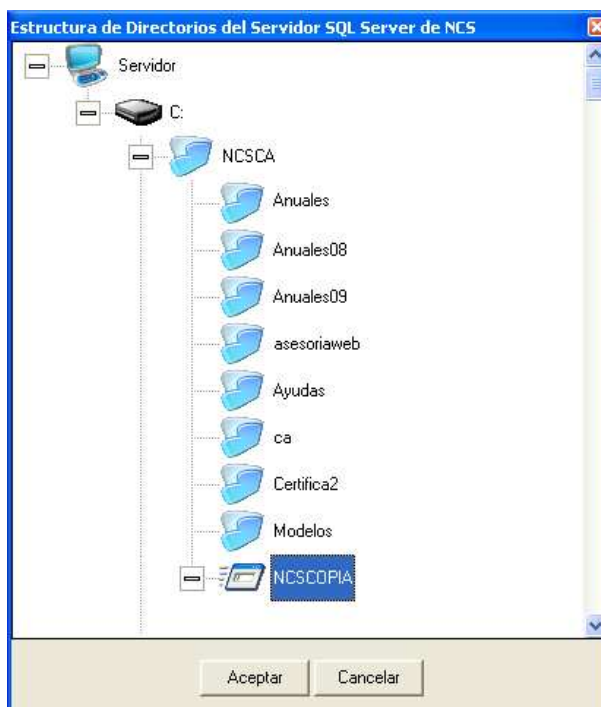 Estructura de Directorios del Servidor SQL Server de NCS
Servidor
C:
NCSCA
Anuales
Anuales08
Anuales09
asesoriaweb
Ayudas
ca
Certifica2
Modelos
NCSCOPIA
Aceptar Cancelar